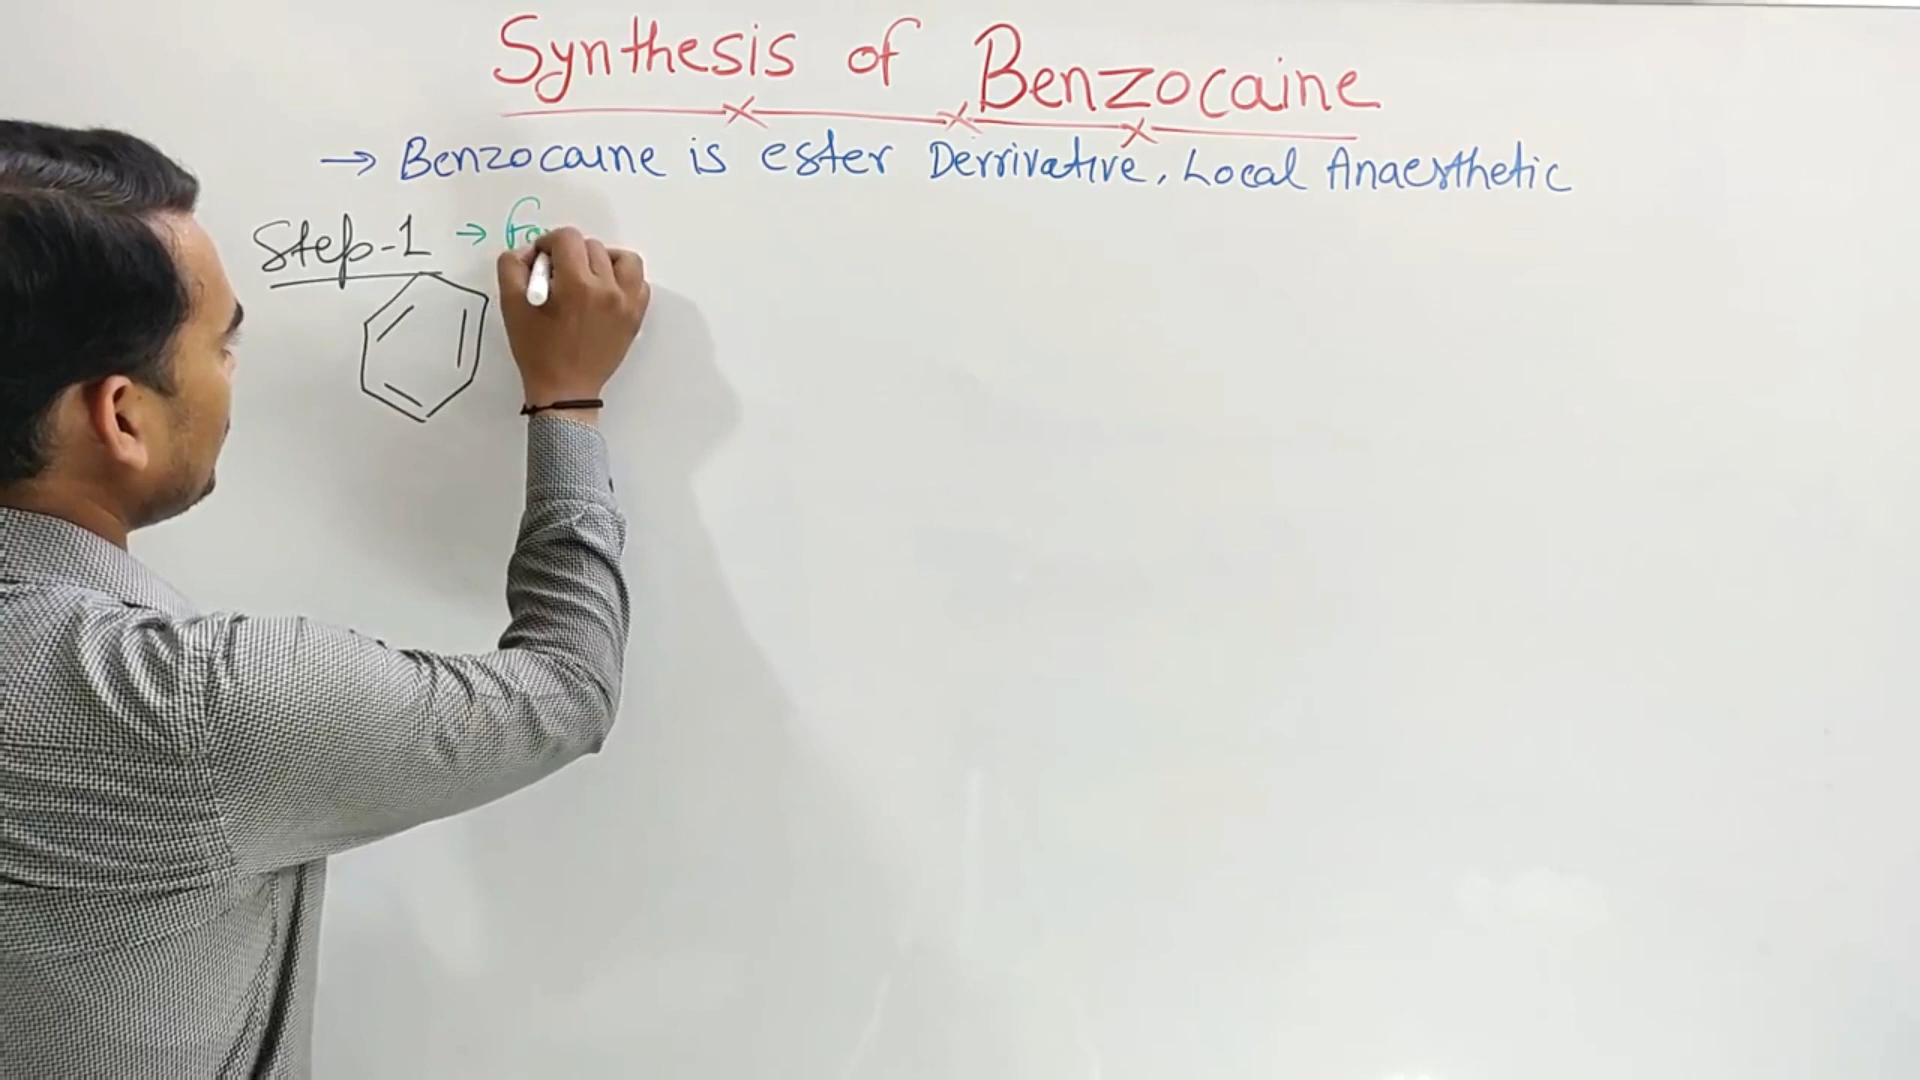 Synthesis of Benzocaine
→ Benzocaine is ester Derrivative, Local Anaesthetic
Step-1 →